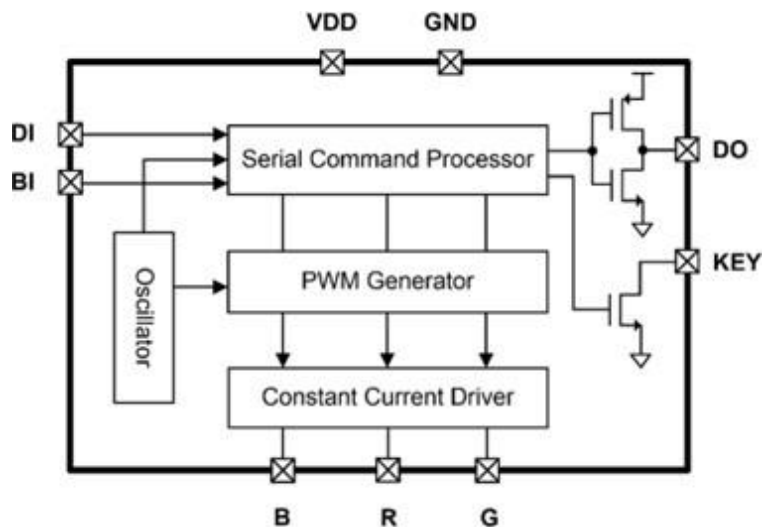 VDD GND
DI
Serial Command Processor
DO
BI
Oscillator
PWM Generator
KEY
Constant Current Driver
B R G